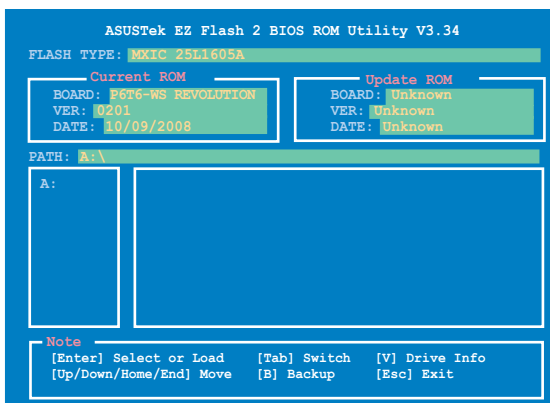 ASUSTek EZ Flash 2 BIOS ROM Utility V3.34
FLASH TYPE: MXIC 25L1605A
Current ROM
BOARD: P6T6-WS REVOLUTION
VER: 0201
DATE: 10/09/2008
Update ROM
BOARD: Unknown
VER: Unknown
DATE: Unknown
PATH: A:\
A:
Note
[Enter] Select or Load [Tab] Switch [V] Drive Info
[Up/Down/Home/End] Move [B] Backup [Esc] Exit